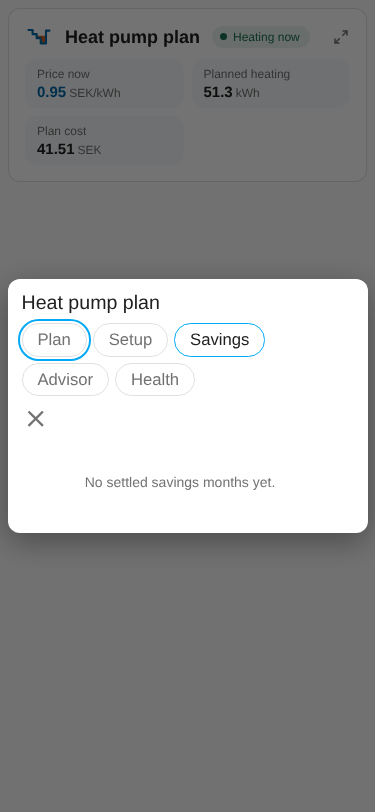 Heat pump plan
Heating now
Price now
0.95 SEK/kWh
Planned heating
51.3 kWh
Plan cost
41.51 SEK
Heat pump plan
Plan
Setup
Savings
Advisor
Health
No settled savings months yet.